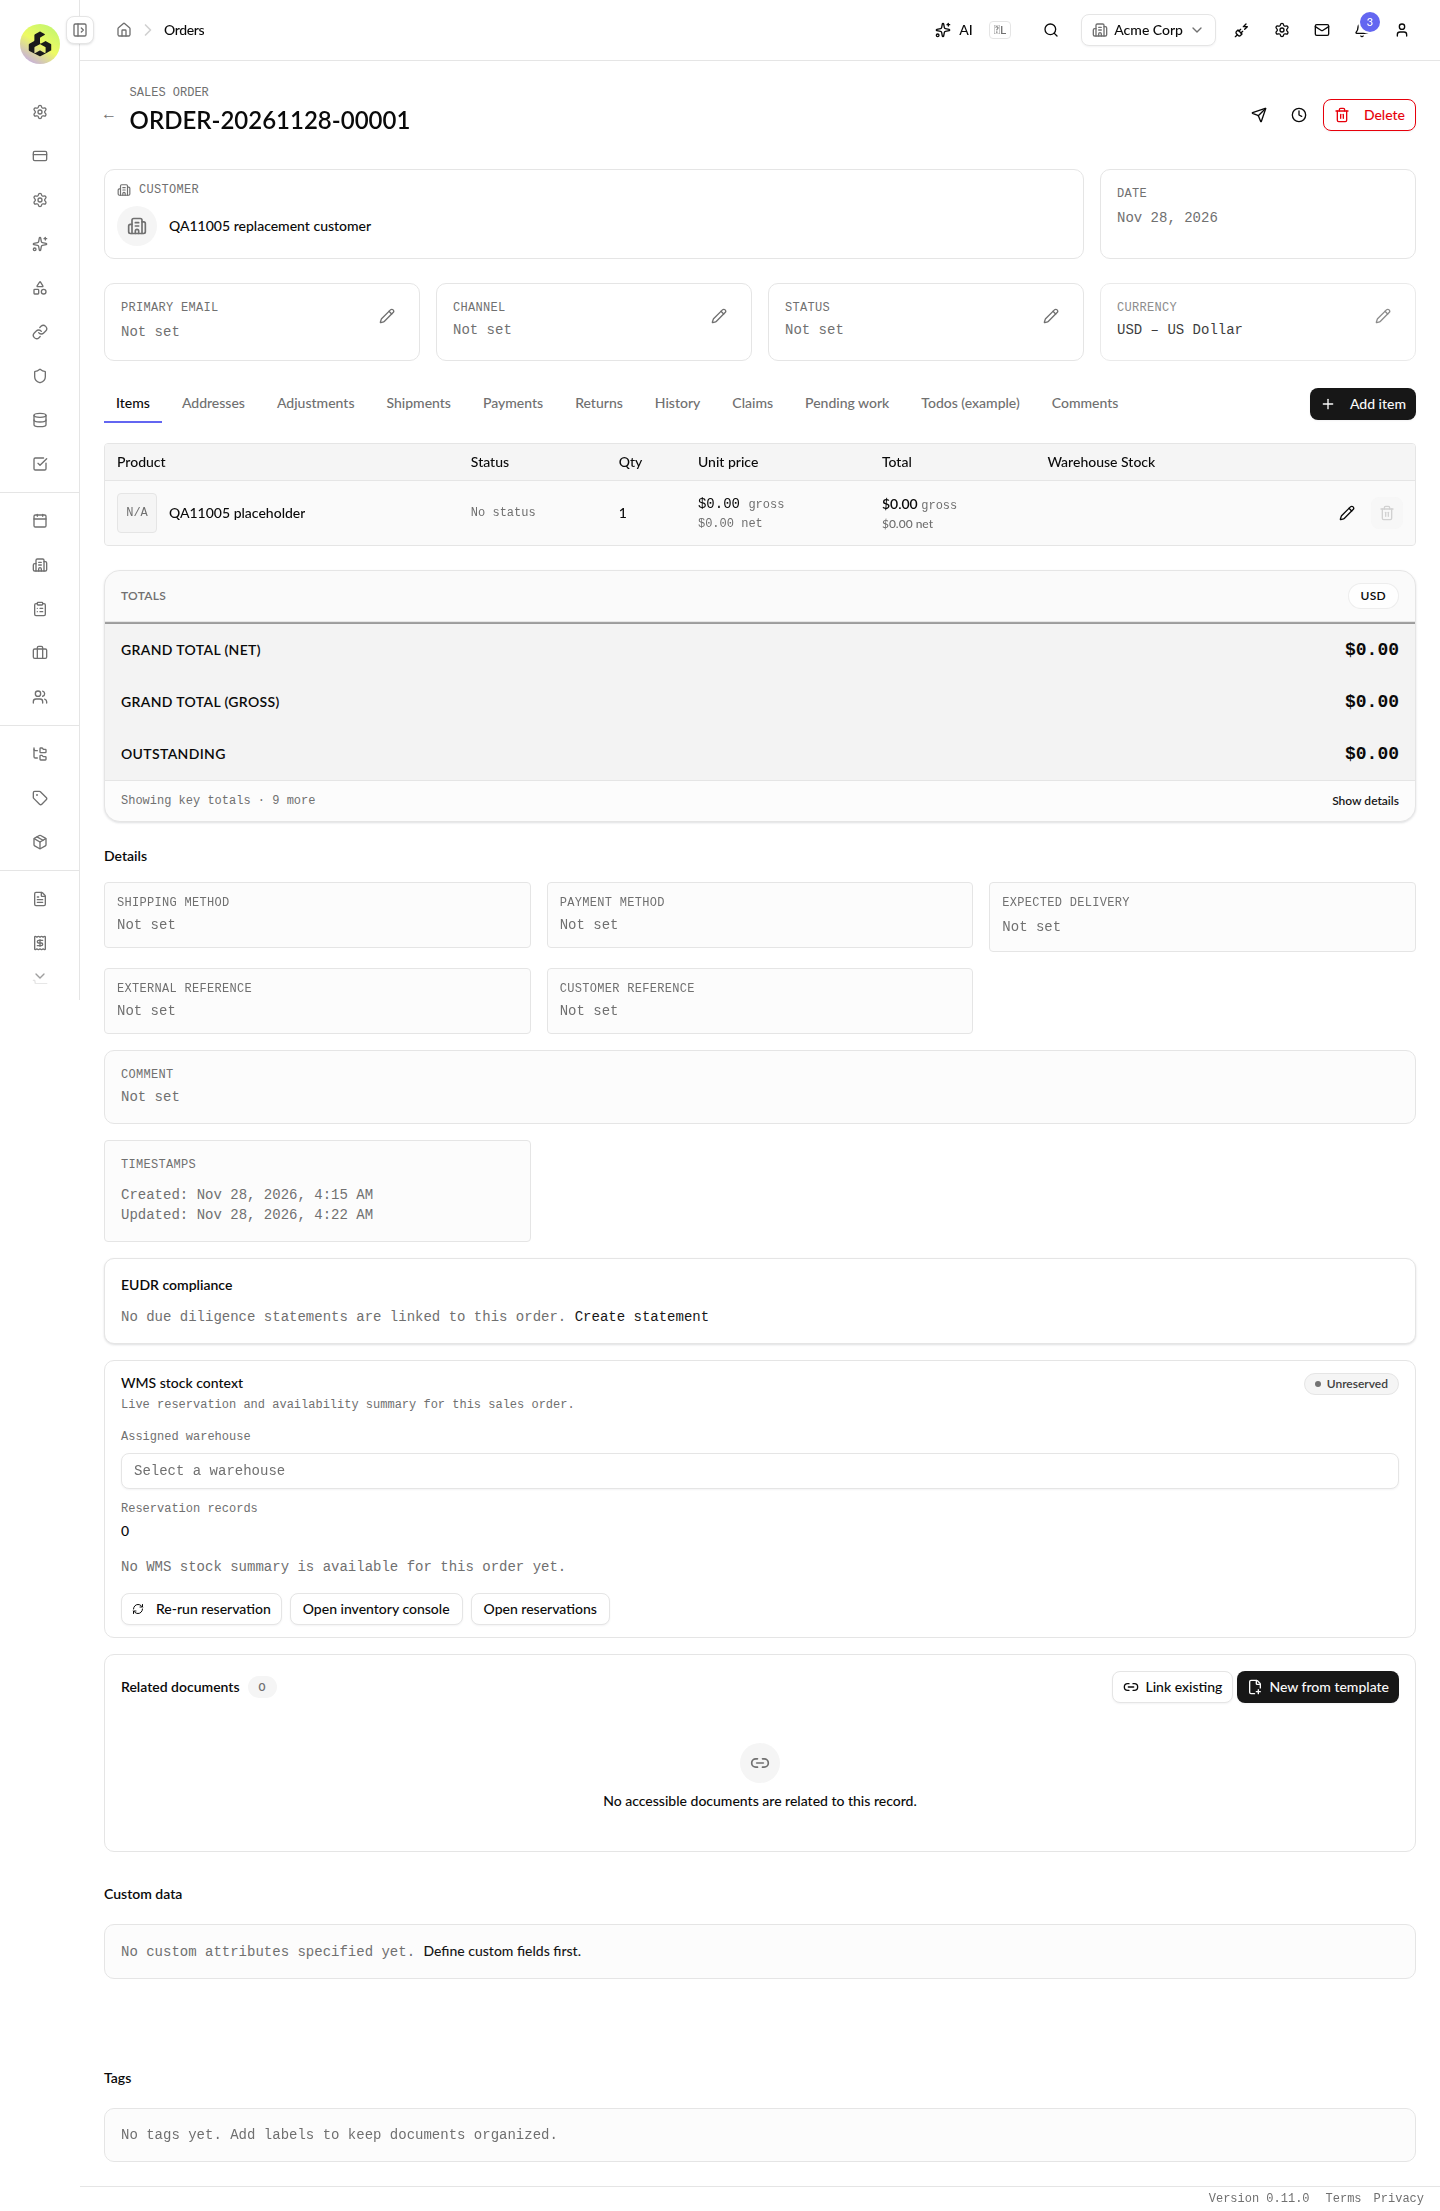 Orders
AI
L
Acme Corp
3
SALES ORDER
← ORDER-20261128-00001
Delete
CUSTOMER
QA11005 replacement customer
DATE
Nov 28, 2026
PRIMARY EMAIL
Not set
CHANNEL
Not set
STATUS
Not set
CURRENCY
USD – US Dollar
Items Addresses Adjustments Shipments Payments Returns History Claims Pending work Todos (example) Comments
Add item
Product Status Qty Unit price Total Warehouse Stock
N/A QA11005 placeholder No status 1 $0.00 gross $0.00 gross
$0.00 net $0.00 net
TOTALS USD
GRAND TOTAL (NET) $0.00
GRAND TOTAL (GROSS) $0.00
OUTSTANDING $0.00
Showing key totals · 9 more Show details
Details
SHIPPING METHOD
Not set
PAYMENT METHOD
Not set
EXPECTED DELIVERY
Not set
EXTERNAL REFERENCE
Not set
CUSTOMER REFERENCE
Not set
COMMENT
Not set
TIMESTAMPS
Created: Nov 28, 2026, 4:15 AM
Updated: Nov 28, 2026, 4:22 AM
EUDR compliance
No due diligence statements are linked to this order. Create statement
WMS stock context Unreserved
Live reservation and availability summary for this sales order.
Assigned warehouse
Select a warehouse
Reservation records
0
No WMS stock summary is available for this order yet.
Re-run reservation Open inventory console Open reservations
Related documents 0 Link existing New from template
No accessible documents are related to this record.
Custom data
No custom attributes specified yet. Define custom fields first.
Tags
No tags yet. Add labels to keep documents organized.
Version 0.11.0 Terms Privacy